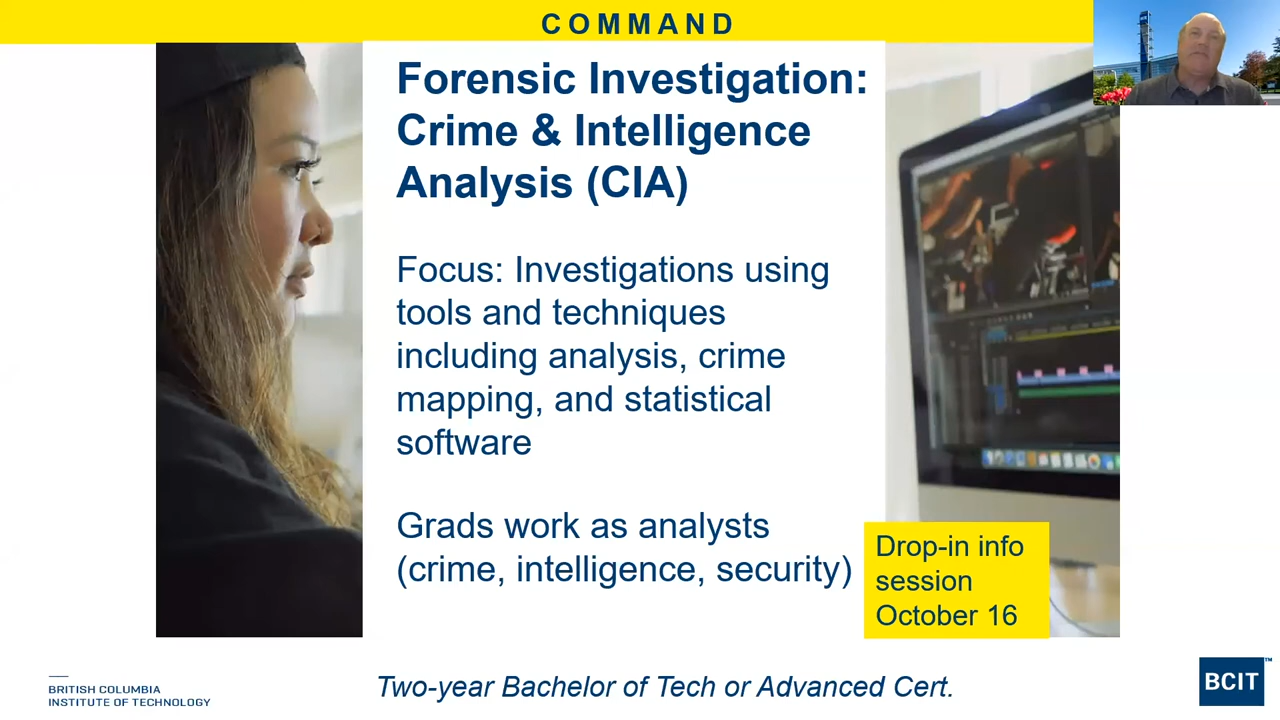 COMMAND
Forensic Investigation:
Crime & Intelligence
Analysis (CIA)
Focus: Investigations using
tools and techniques
including analysis, crime
mapping, and statistical
software
Grads work as analysts
(crime, intelligence, security)
Drop-in info
session
October 16
Two-year Bachelor of Tech or Advanced Cert.
BRITISH COLUMBIA
INSTITUTE OF TECHNOLOGY
BCIT™